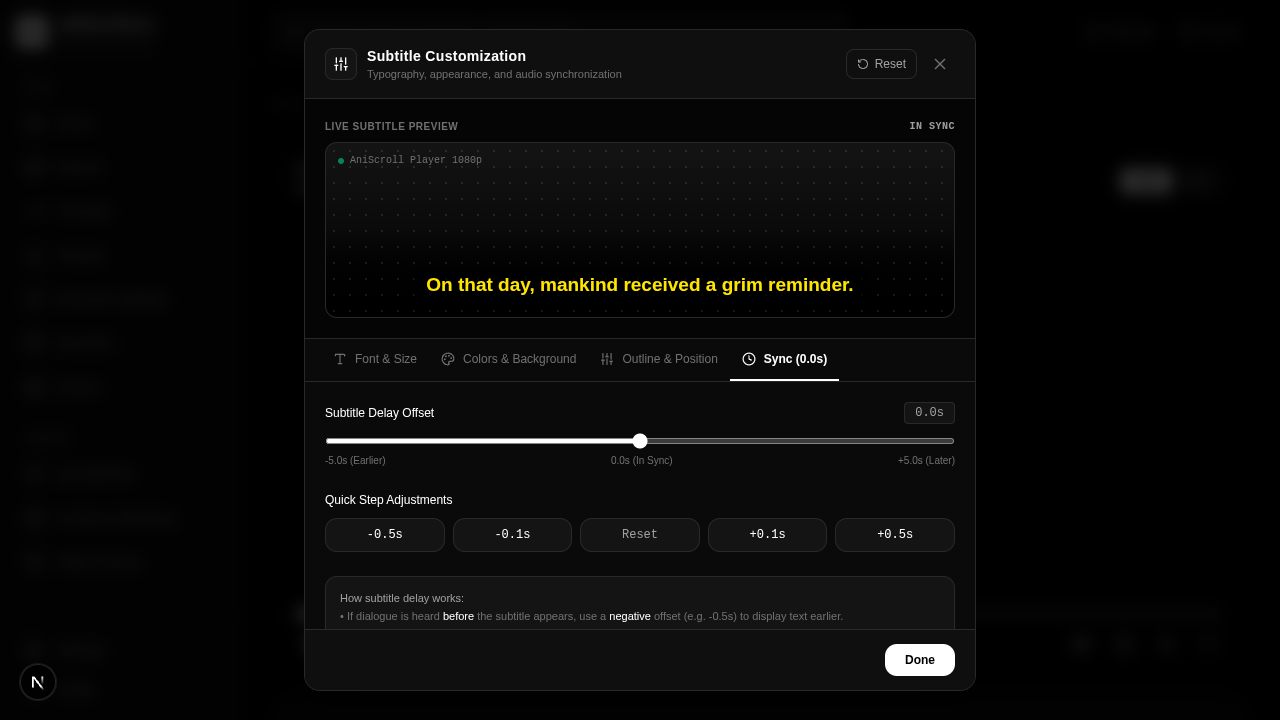 Subtitle Customization
Typography, appearance, and audio synchronization
Reset
LIVE SUBTITLE PREVIEW
IN SYNC
AniScroll Player 1080p
On that day, mankind received a grim reminder.
Font & Size
Colors & Background
Outline & Position
Sync (0.0s)
Subtitle Delay Offset
0.0s
-5.0s (Earlier)
0.0s (In Sync)
+5.0s (Later)
Quick Step Adjustments
-0.5s
-0.1s
Reset
+0.1s
+0.5s
How subtitle delay works:
• If dialogue is heard before the subtitle appears, use a negative offset (e.g. -0.5s) to display text earlier.
Done
N